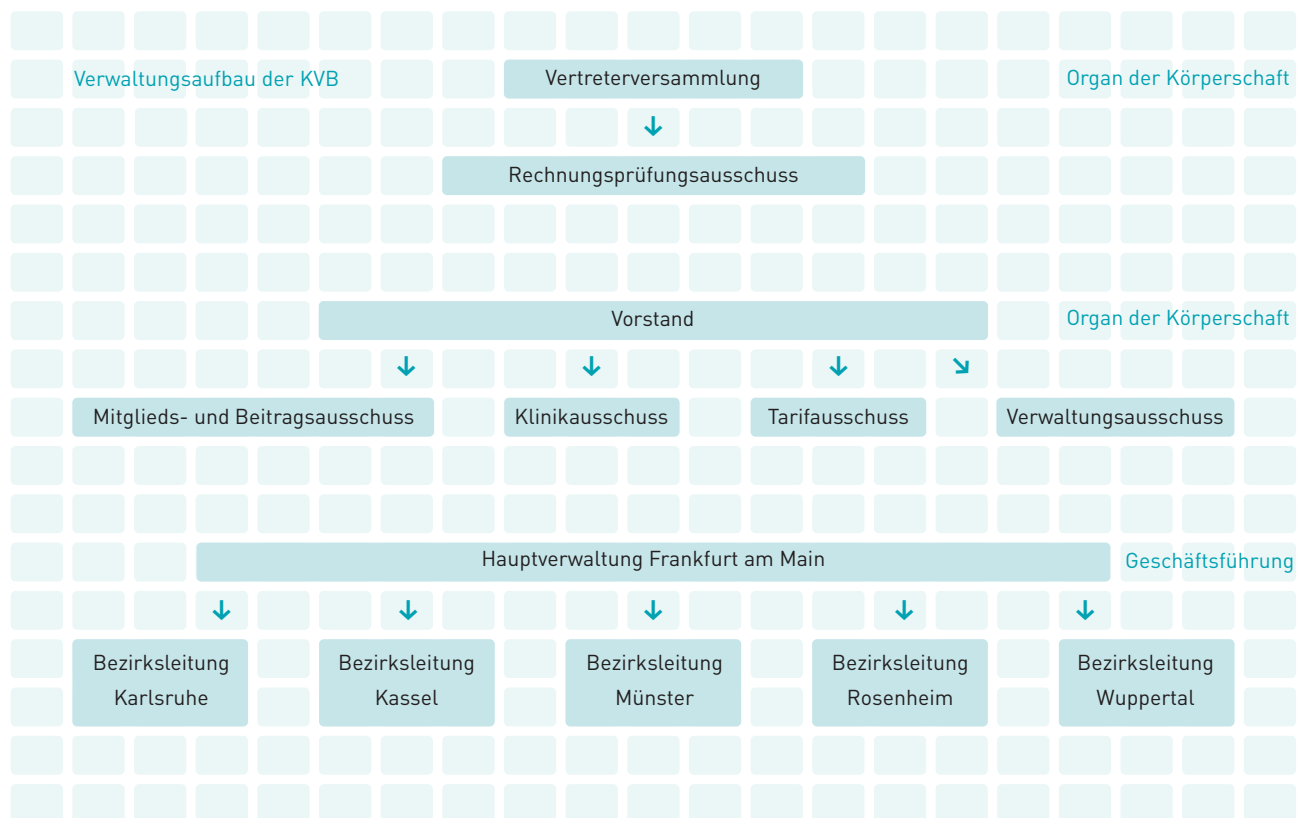 Verwaltungsaufbau der KVB
Vertreterversammlung
Organ der Körperschaft
Rechnungsprüfungsausschuss
Vorstand
Organ der Körperschaft
Mitglieds- und Beitragsausschuss
Klinikausschuss
Tarifausschuss
Verwaltungsausschuss
Hauptverwaltung Frankfurt am Main
Geschäftsführung
Bezirksleitung
Karlsruhe
Bezirksleitung
Kassel
Bezirksleitung
Münster
Bezirksleitung
Rosenheim
Bezirksleitung
Wuppertal